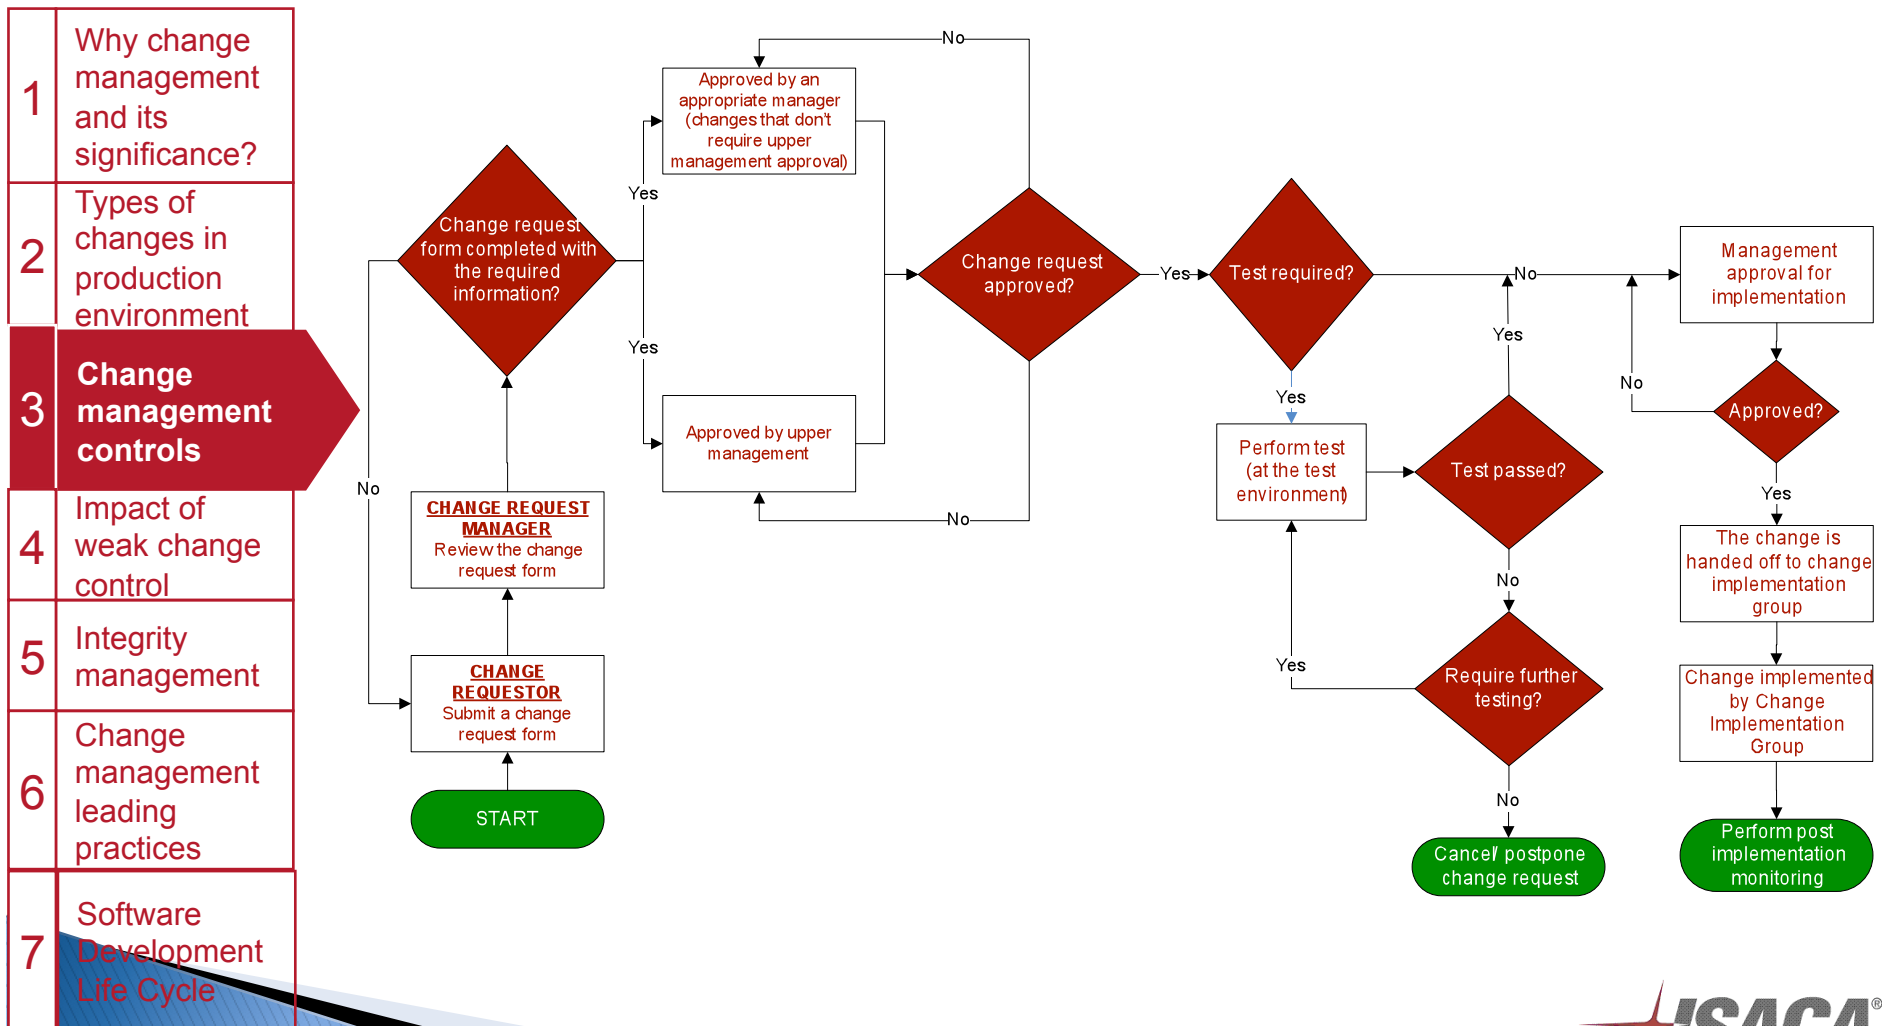 1
Why change
management
and its
significance?
2
Types of
changes in
production
environment
3
Change
management
controls
4
Impact of
weak change
control
5
Integrity
management
6
Change
management
leading
practices
7
Software
Development
Life Cycle
START
CHANGE
REQUESTOR
Submit a change
request form
CHANGE REQUEST
MANAGER
Review the change
request form
Change request
form completed with
the required
information?
No
Yes
Yes
Approved by an
appropriate manager
(changes that don't
require upper
management approval)
Approved by upper
management
No
No
Change request
approved?
Yes
Test required?
No
Yes
Perform test
(at the test
environment)
Test passed?
Yes
No
Require further
testing?
Yes
No
Cancel/ postpone
change request
Management
approval for
implementation
Approved?
No
Yes
The change is
handed off to change
implementation
group
Change implemented
by Change
Implementation
Group
Perform post
implementation
monitoring
ISACA®